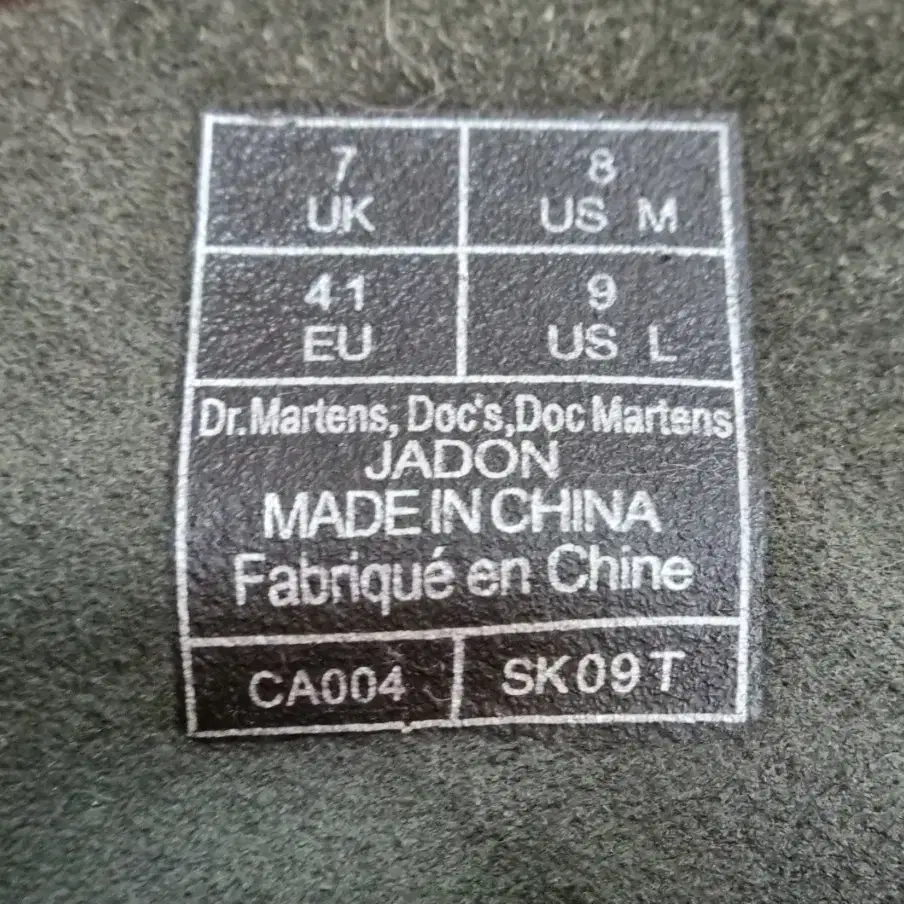 7
UK
8
US M
41
EU
9
US L
Dr.Martens, Doc's,Doc Martens
JADON
MADE IN CHINA
Fabriqué en Chine
CA004
SK09T